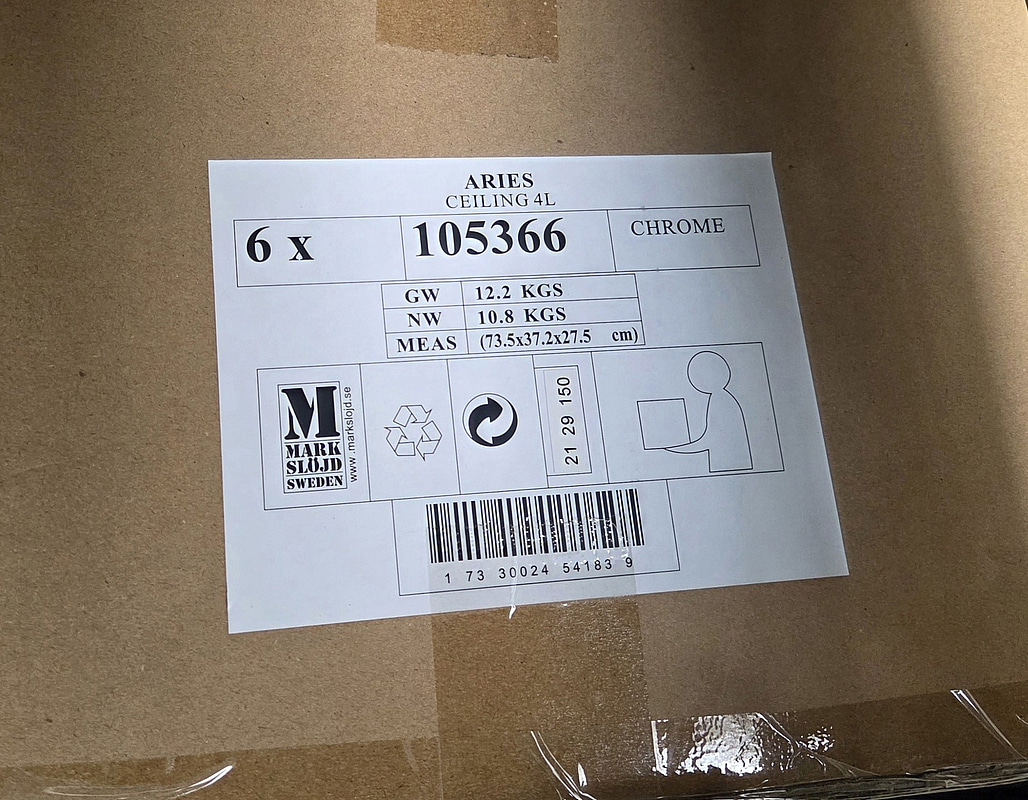 ARIES
CEILING 4L
6 x 105366 CHROME
GW 12.2 KGS
NW 10.8 KGS
MEAS (73.5x37.2x27.5 cm)
M
MARK
SLÖJD
SWEDEN
www .markslojd.se
21 29 150
1 73 30024 54183 9